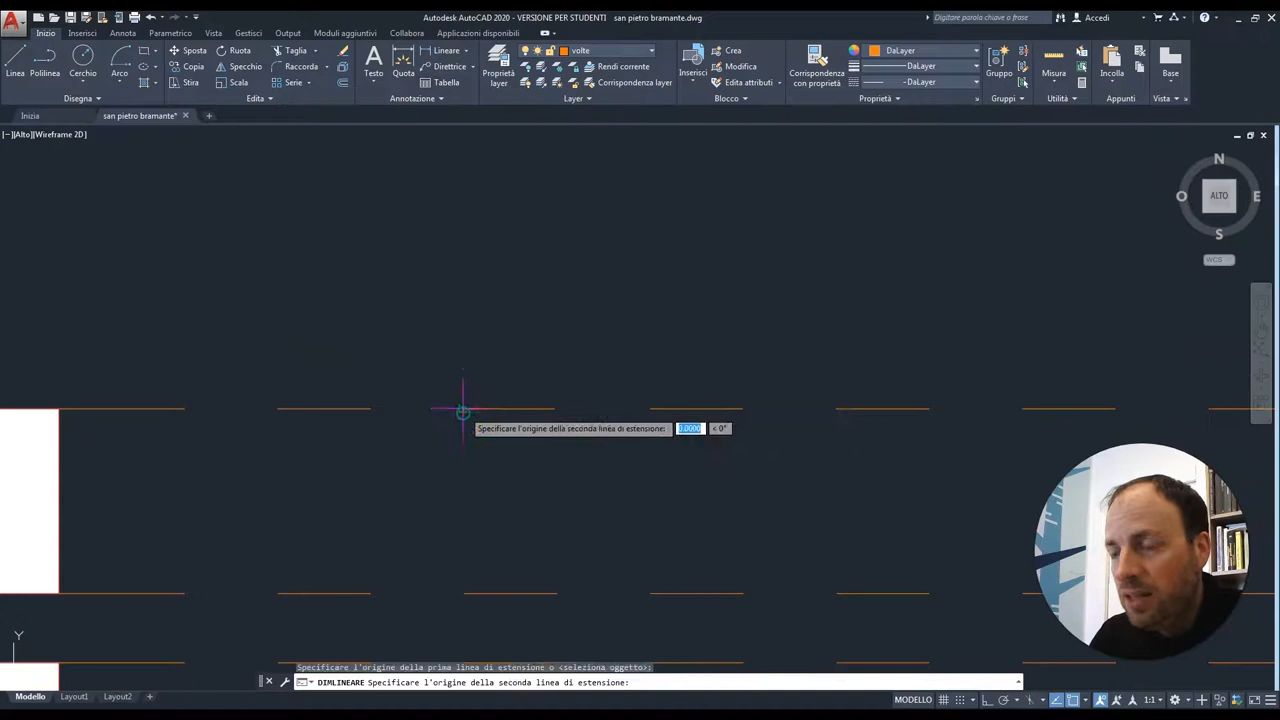 Autodesk AutoCAD 2020 - VERSIONE PER STUDENTI san pietro bramante.dwg
Digitare parola chiave o frase
Accedi
Inizio Inserisci Annota Parametrico Vista Gestisci Output Moduli aggiuntivi Collabora Applicazioni disponibili
Linea Polilinea Cerchio Arco
Disegna
Sposta Ruota Taglia
Copia Specchio Raccorda
Stira Scala Serie
Edita
Testo Quota
Lineare
Direttrice
Tabella
Annotazione
Proprietà layer
volte
Rendi corrente
Corrispondenza layer
Layer
Inserisci
Crea
Modifica
Edita attributi
Blocco
Corrispondenza con proprietà
DaLayer
DaLayer
DaLayer
Proprietà
Gruppo
Gruppi
Misura
Utilità
Incolla
Appunti
Base
Vista
Inizia san pietro bramante*
[−][Alto][Wireframe 2D]
N
O ALTO E
S
WCS
Specificare l'origine della seconda linea di estensione: 0.0000 < 0°
Y
Specificare l'origine della prima linea di estensione o <seleziona oggetto>:
DIMLINEARE Specificare l'origine della seconda linea di estensione:
Modello Layout1 Layout2
MODELLO 1:1